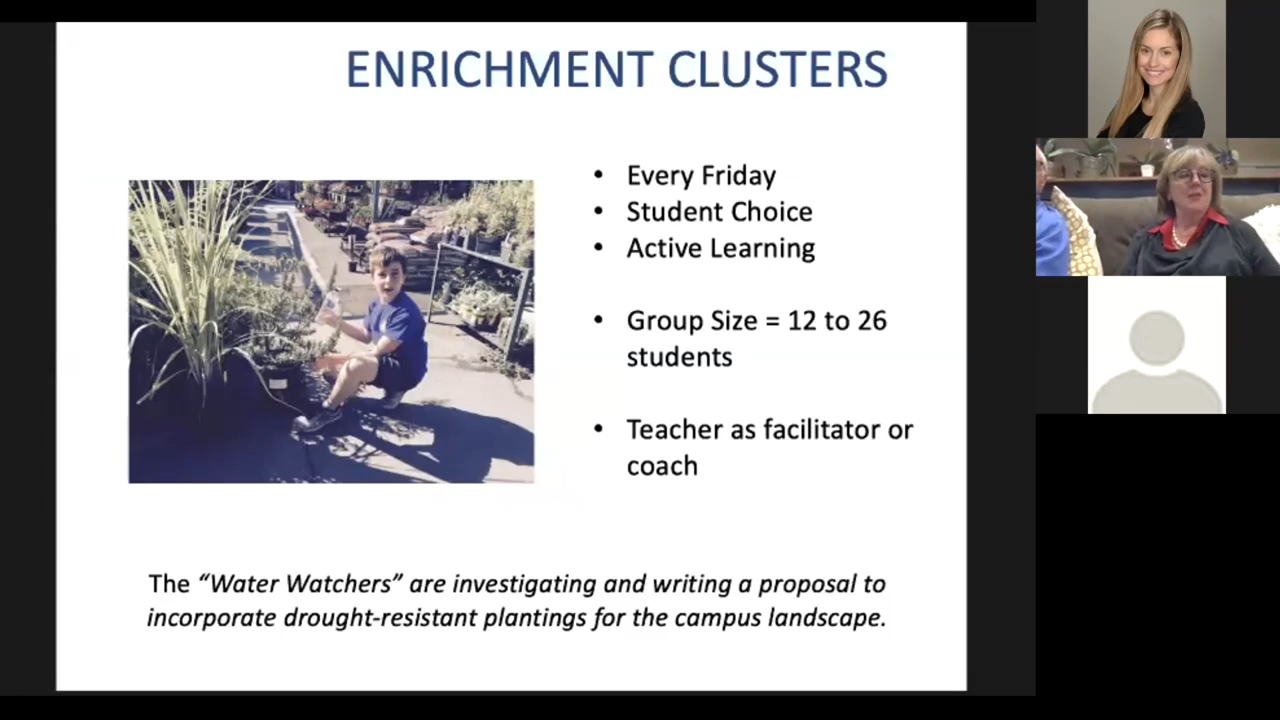 ENRICHMENT CLUSTERS
• Every Friday
• Student Choice
• Active Learning
• Group Size = 12 to 26
students
• Teacher as facilitator or
coach
The “Water Watchers” are investigating and writing a proposal to
incorporate drought-resistant plantings for the campus landscape.